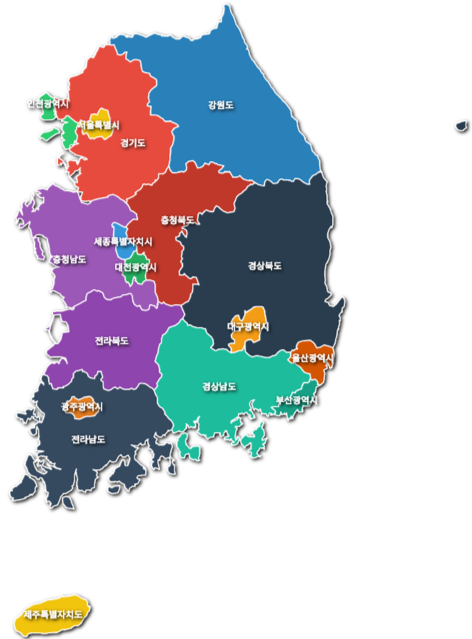 인천광역시
서울특별시
강원도
경기도
충청북도
세종특별자치시
충청남도
대전광역시
경상북도
대구광역시
전라북도
울산광역시
경상남도
부산광역시
광주광역시
전라남도
제주특별자치도